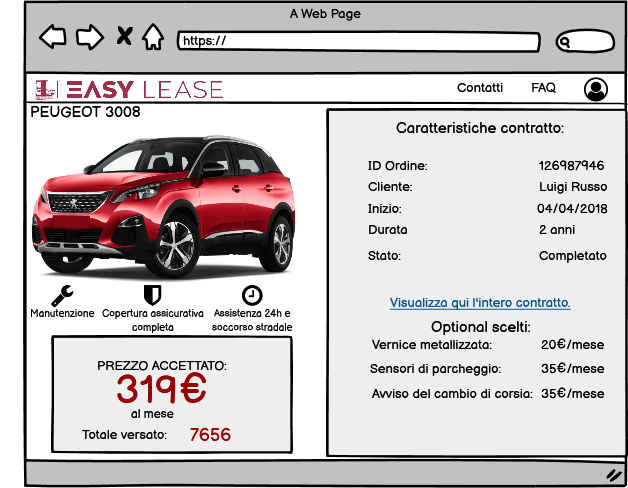 A Web Page
https://
EASY LEASE
Contatti
FAQ
PEUGEOT 3008
Manutenzione
Copertura assicurativa
completa
Assistenza 24h e
soccorso stradale
PREZZO ACCETTATO:
319€
al mese
Totale versato: 7656
Caratteristiche contratto:
ID Ordine: 126987946
Cliente: Luigi Russo
Inizio: 04/04/2018
Durata 2 anni
Stato: Completato
Visualizza qui l'intero contratto.
Optional scelti:
Vernice metallizzata: 20€/mese
Sensori di parcheggio: 35€/mese
Avviso del cambio di corsia: 35€/mese